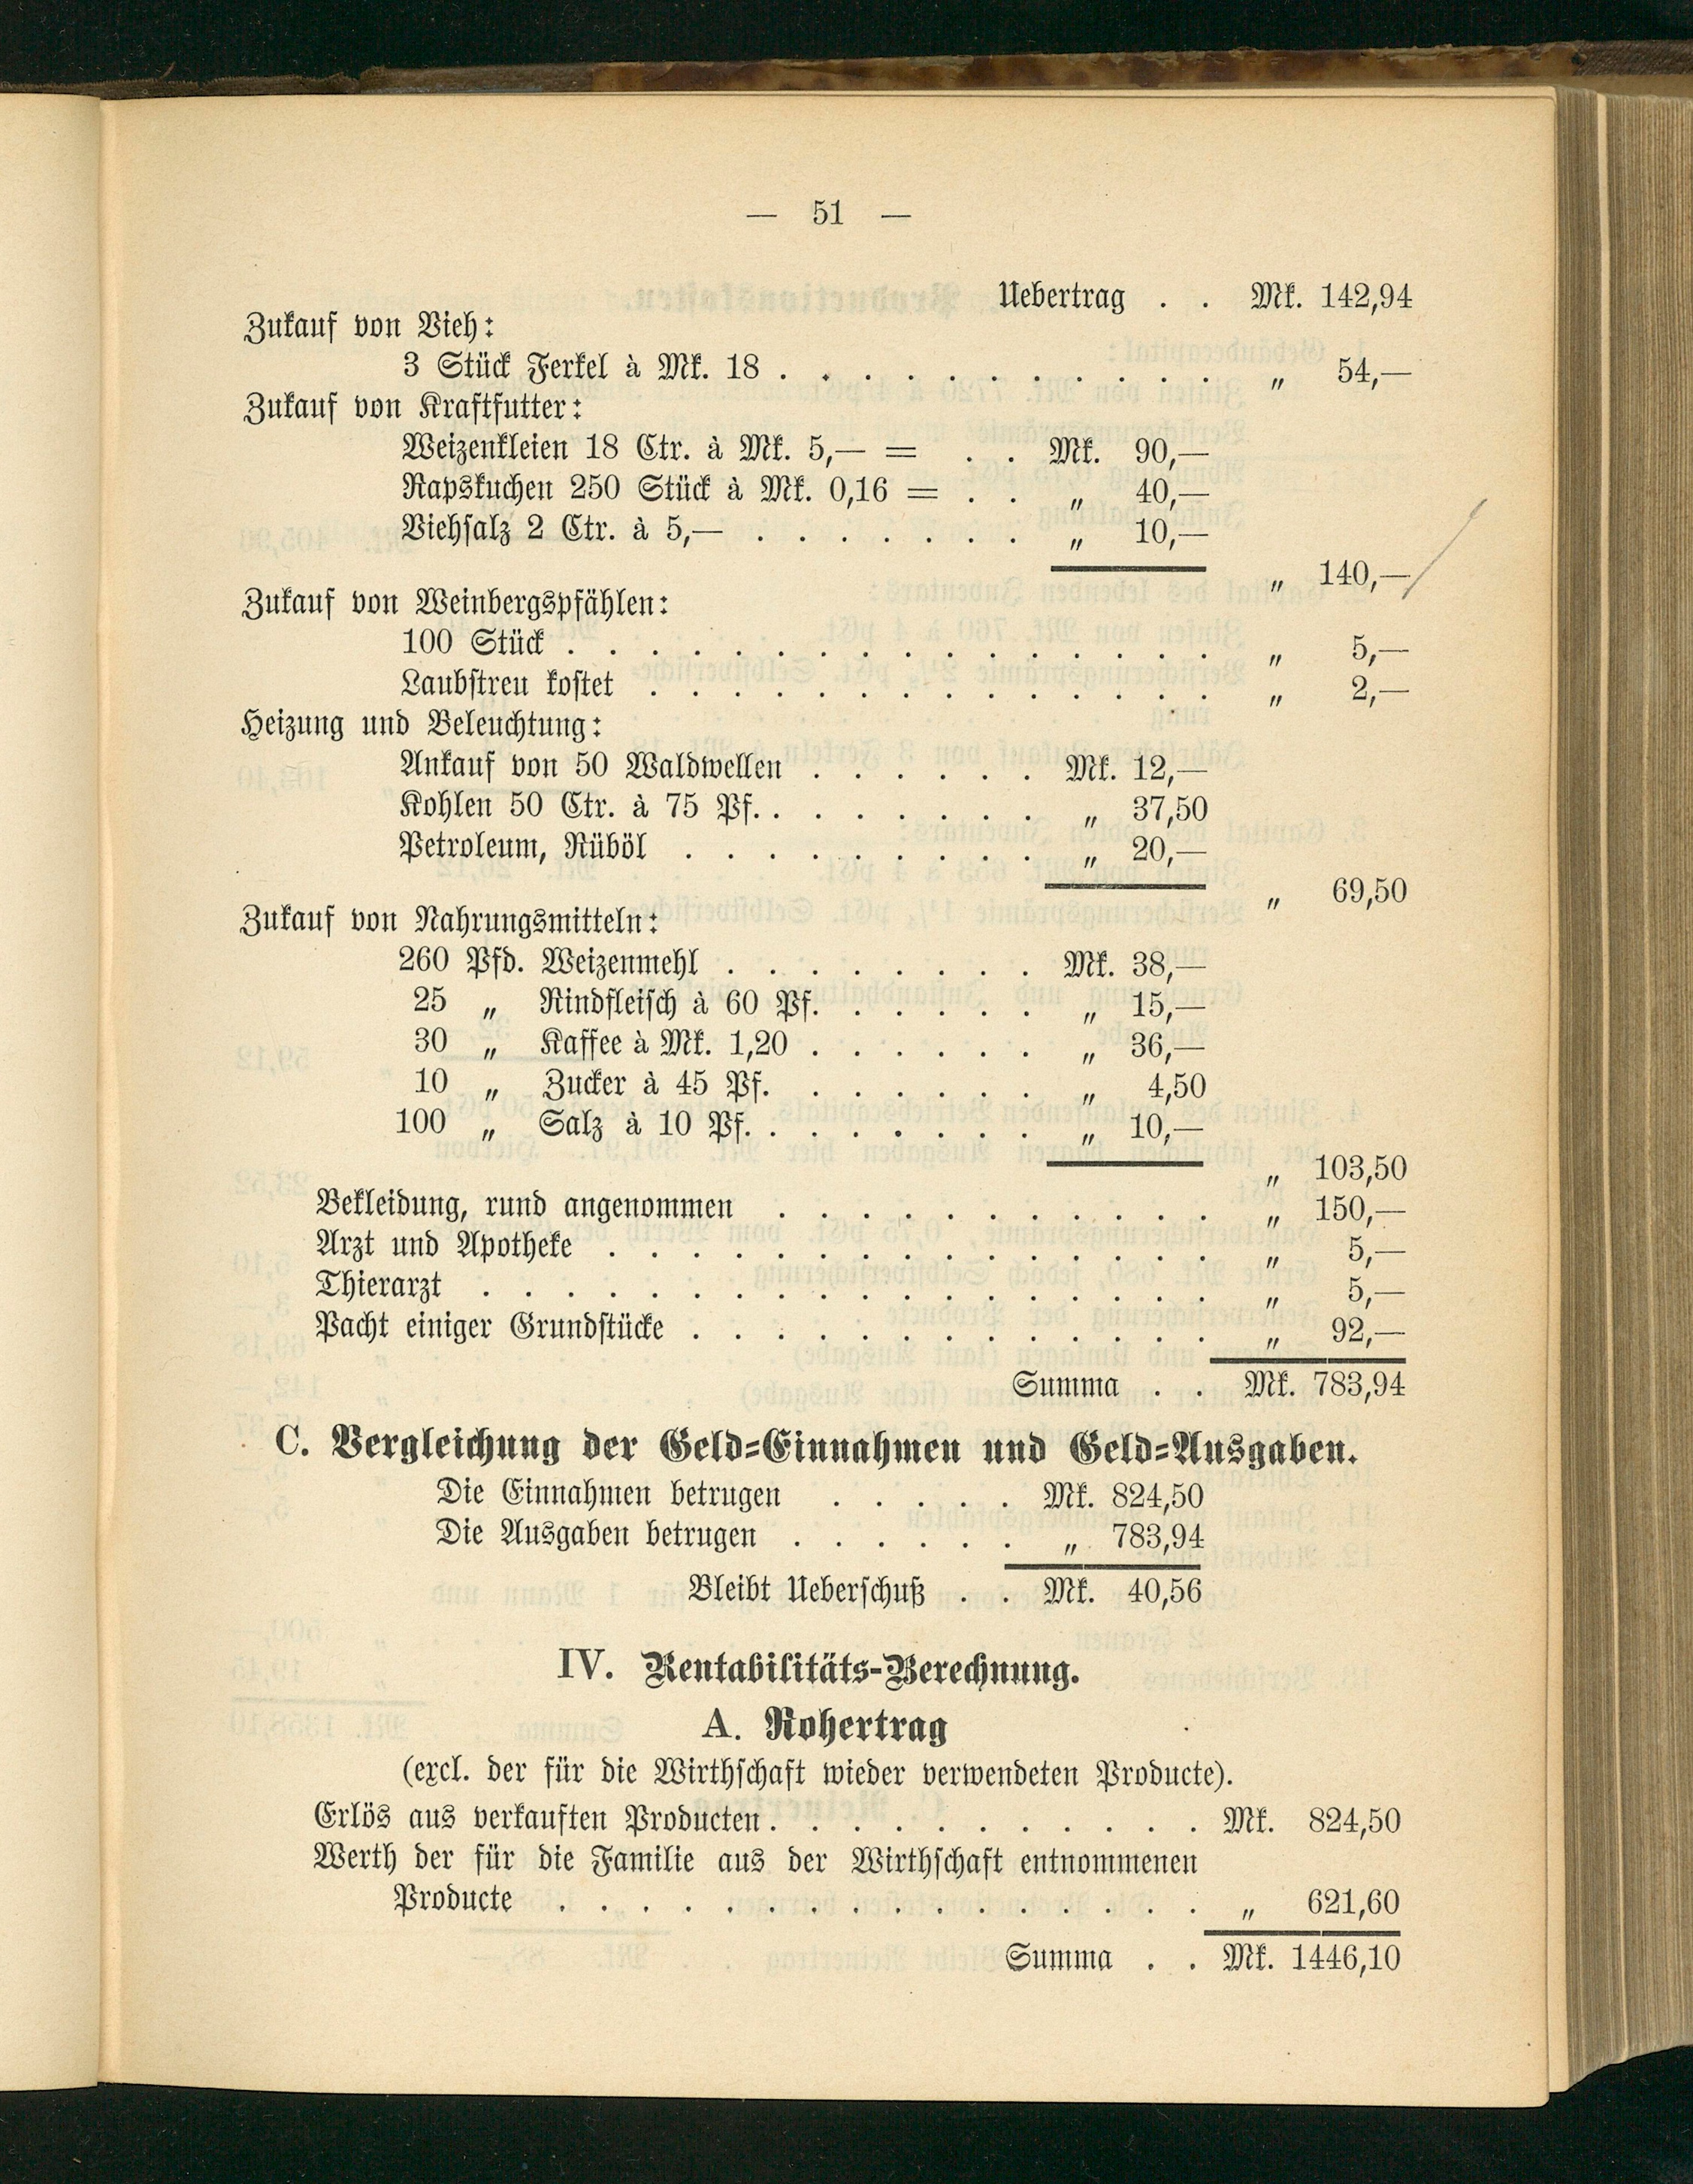 — 51 —
Uebertrag . . Mk. 142,94
Zukauf von Vieh:
3 Stück Ferkel à Mk. 18 . . . . . . . . . . . „ 54,—
Zukauf von Kraftfutter:
Weizenkleien 18 Ctr. à Mk. 5,— = . . Mk. 90,—
Rapskuchen 250 Stück à Mk. 0,16 = . . „ 40,—
Viehsalz 2 Ctr. à 5,— . . . . . . . „ 10,—
„ 140,—
Zukauf von Weinbergspfählen:
100 Stück . . . . . . . . . . . . . . . . „ 5,—
Laubstreu kostet . . . . . . . . . . . . . . „ 2,—
Heizung und Beleuchtung:
Ankauf von 50 Waldwellen . . . . . . Mk. 12,—
Kohlen 50 Ctr. à 75 Pf. . . . . . . . „ 37,50
Petroleum, Rüböl . . . . . . . . . „ 20,—
„ 69,50
Zukauf von Nahrungsmitteln:
260 Pfd. Weizenmehl . . . . . . . . Mk. 38,—
25 „ Rindfleisch à 60 Pf. . . . . . „ 15,—
30 „ Kaffee à Mk. 1,20 . . . . . . „ 36,—
10 „ Zucker à 45 Pf. . . . . . . „ 4,50
100 „ Salz à 10 Pf. . . . . . . . „ 10,—
„ 103,50
Bekleidung, rund angenommen . . . . . . . . . . . „ 150,—
Arzt und Apotheke . . . . . . . . . . . . . . . „ 5,—
Thierarzt . . . . . . . . . . . . . . . . . . „ 5,—
Pacht einiger Grundstücke . . . . . . . . . . . . . „ 92,—
Summa . . Mk. 783,94
C. Vergleichung der Geld=Einnahmen und Geld=Ausgaben.
Die Einnahmen betrugen . . . . . Mk. 824,50
Die Ausgaben betrugen . . . . . . „ 783,94
Bleibt Ueberschuß . . Mk. 40,56
IV. Rentabilitäts-Berechnung.
A. Rohertrag
(excl. der für die Wirthschaft wieder verwendeten Producte).
Erlös aus verkauften Producten . . . . . . . . . . . Mk. 824,50
Werth der für die Familie aus der Wirthschaft entnommenen
Producte . . . . . . . . . . . . . . . . „ 621,60
Summa . . Mk. 1446,10